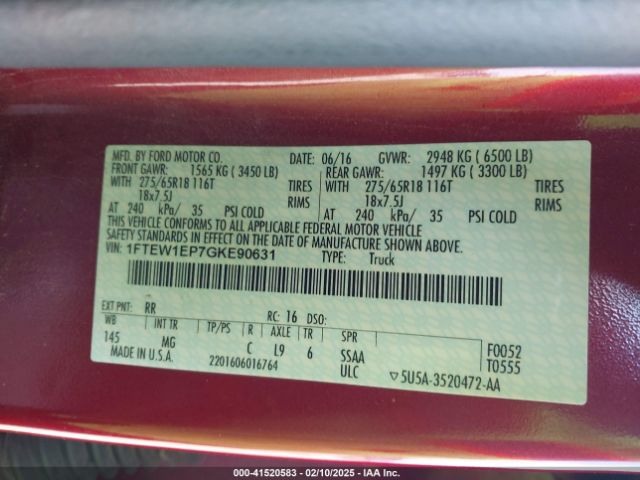 MFD. BY FORD MOTOR CO. DATE: 06/16 GVWR: 2948 KG ( 6500 LB)
FRONT GAWR: 1565 KG ( 3450 LB) REAR GAWR: 1497 KG ( 3300 LB)
WITH 275/65R18 116T TIRES WITH 275/65R18 116T TIRES
18x7.5J RIMS 18x7.5J RIMS
AT 240 kPa/ 35 PSI COLD AT 240 kPa/ 35 PSI COLD
THIS VEHICLE CONFORMS TO ALL APPLICABLE FEDERAL MOTOR VEHICLE
SAFETY STANDARDS IN EFFECT ON THE DATE OF MANUFACTURE SHOWN ABOVE.
VIN: 1FTEW1EP7GKE90631 TYPE: Truck
EXT PNT: RR RC: 16 DSO:
WB INT TR TP/PS R AXLE TR SPR F0052
145 MG C L9 6 SSAA T0555
MADE IN U.S.A. 2201606016764 ULC ▽5U5A-3520472-AA
000-41520583 - 02/10/2025 - IAA Inc.